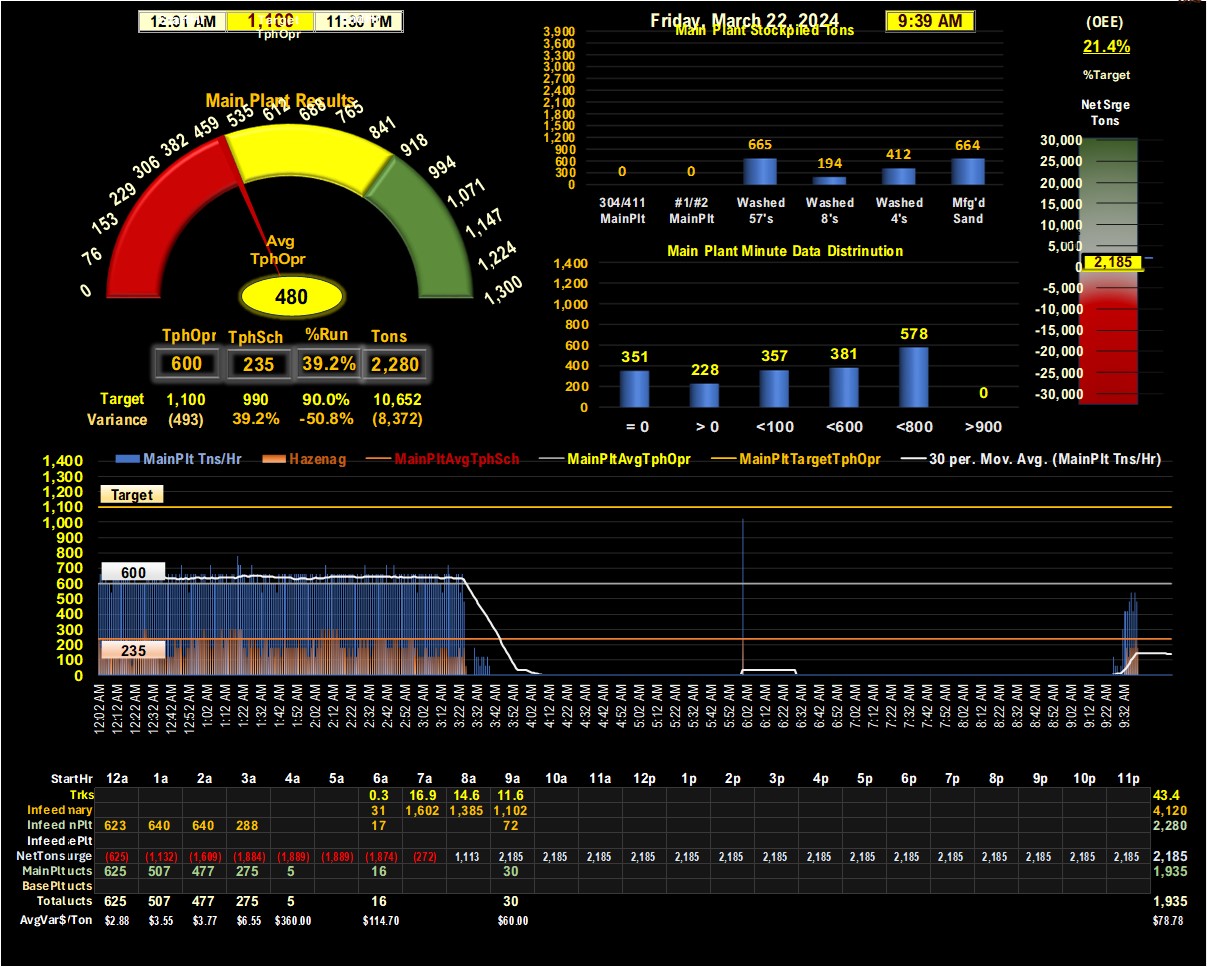 12:01 AM 1,100 11:30 PM
Target
TphOpr
Friday, March 22, 2024 9:39 AM
(OEE)
21.4%
%Target
Net Srge
Tons
30,000
25,000
20,000
15,000
10,000
5,000
0
2,185
-5,000
-10,000
-15,000
-20,000
-25,000
-30,000
Main Plant Results
0 76 153 229 306 382 459 535 612 688 765 841 918 994 1,071 1,147 1,224 1,300
Avg
TphOpr
480
TphOpr TphSch %Run Tons
600 235 39.2% 2,280
Target 1,100 990 90.0% 10,652
Variance (493) 39.2% -50.8% (8,372)
Main Plant Stockpiled Tons
3,900
3,600
3,300
3,000
2,700
2,400
2,100
1,800
1,500
1,200
900
600
300
0
0 0 665 194 412 664
304/411 #1/#2 Washed Washed Washed Mfg'd
MainPlt MainPlt 57's 8's 4's Sand
Main Plant Minute Data Distrinution
1,400
1,200
1,000
800
600
400
200
0
351 228 357 381 578 0
= 0 > 0 <100 <600 <800 >900
MainPlt Tns/Hr Hazenag MainPltAvgTphSch MainPltAvgTphOpr MainPltTargetTphOpr 30 per. Mov. Avg. (MainPlt Tns/Hr)
1,400
1,300
1,200
1,100
1,000
900
800
700
600
500
400
300
200
100
0
Target
600
235
12:02 AM 12:12 AM 12:22 AM 12:32 AM 12:42 AM 12:52 AM 1:02 AM 1:12 AM 1:22 AM 1:32 AM 1:42 AM 1:52 AM 2:02 AM 2:12 AM 2:22 AM 2:32 AM 2:42 AM 2:52 AM 3:02 AM 3:12 AM 3:22 AM 3:32 AM 3:42 AM 3:52 AM 4:02 AM 4:12 AM 4:22 AM 4:32 AM 4:42 AM 4:52 AM 5:02 AM 5:12 AM 5:22 AM 5:32 AM 5:42 AM 5:52 AM 6:02 AM 6:12 AM 6:22 AM 6:32 AM 6:42 AM 6:52 AM 7:02 AM 7:12 AM 7:22 AM 7:32 AM 7:42 AM 7:52 AM 8:02 AM 8:12 AM 8:22 AM 8:32 AM 8:42 AM 8:52 AM 9:02 AM 9:12 AM 9:22 AM 9:32 AM
StartHr 12a 1a 2a 3a 4a 5a 6a 7a 8a 9a 10a 11a 12p 1p 2p 3p 4p 5p 6p 7p 8p 9p 10p 11p
Trks 0.3 16.9 14.6 11.6 43.4
Infeed nary 31 1,602 1,385 1,102 4,120
Infeed nPlt 623 640 640 288 17 72 2,280
Infeed ePlt
NetTons urge (625) (1,132) (1,609) (1,884) (1,889) (1,889) (1,874) (272) 1,113 2,185 2,185 2,185 2,185 2,185 2,185 2,185 2,185 2,185 2,185 2,185 2,185 2,185 2,185 2,185 2,185
MainPlt ucts 625 507 477 275 5 16 30 1,935
BasePlt ucts
Total ucts 625 507 477 275 5 16 30 1,935
AvgVar$/Ton $2.88 $3.55 $3.77 $6.55 $360.00 $114.70 $60.00 $78.78